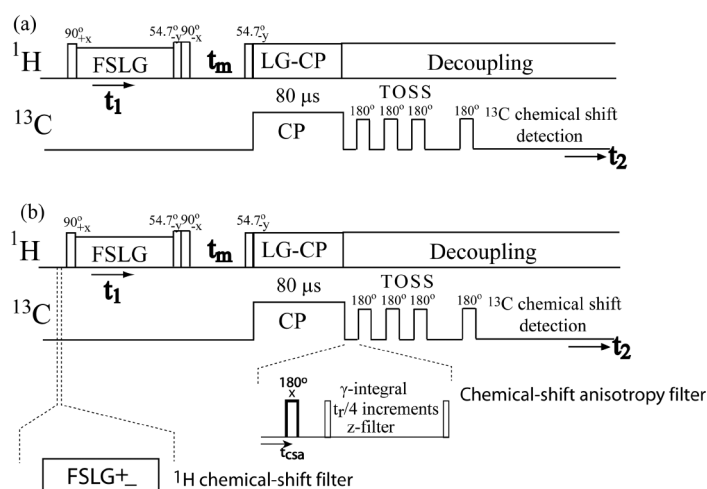 (a)
90°+x 54.7°-y 90°-x 54.7°-y
1H FSLG tm LG-CP Decoupling
t1 80 μs TOSS
13C CP 180° 180° 180° 180° 13C chemical shift
detection
t2
(b)
90°+x 54.7°-y 90°-x 54.7°-y
1H FSLG tm LG-CP Decoupling
t1 80 μs TOSS
13C CP 180° 180° 180° 180° 13C chemical shift
detection
t2
180°
x
γ-integral
tr/4 increments
z-filter
Chemical-shift anisotropy filter
tcsa
FSLG+_ 1H chemical-shift filter